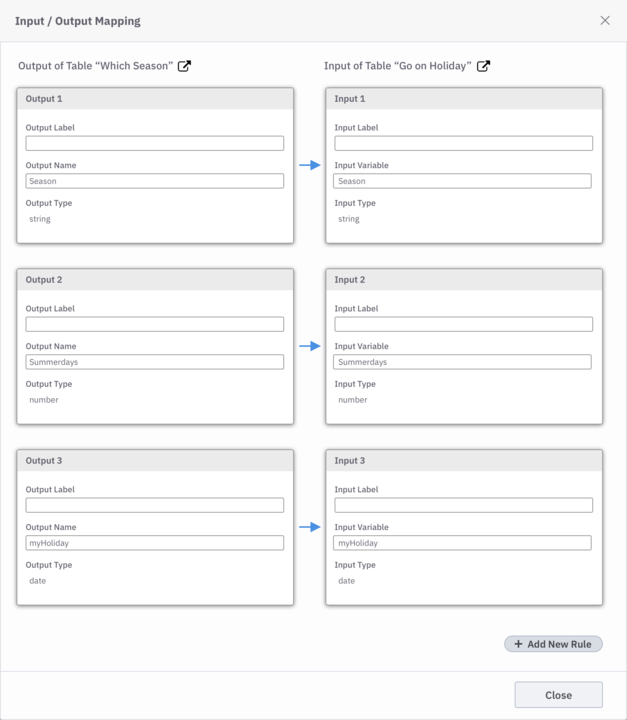 Input / Output Mapping
Output of Table “Which Season”
Input of Table “Go on Holiday”
Output 1
Output Label
Output Name
Season
Output Type
string
Input 1
Input Label
Input Variable
Season
Input Type
string
Output 2
Output Label
Output Name
Summerdays
Output Type
number
Input 2
Input Label
Input Variable
Summerdays
Input Type
number
Output 3
Output Label
Output Name
myHoliday
Output Type
date
Input 3
Input Label
Input Variable
myHoliday
Input Type
date
+ Add New Rule
Close